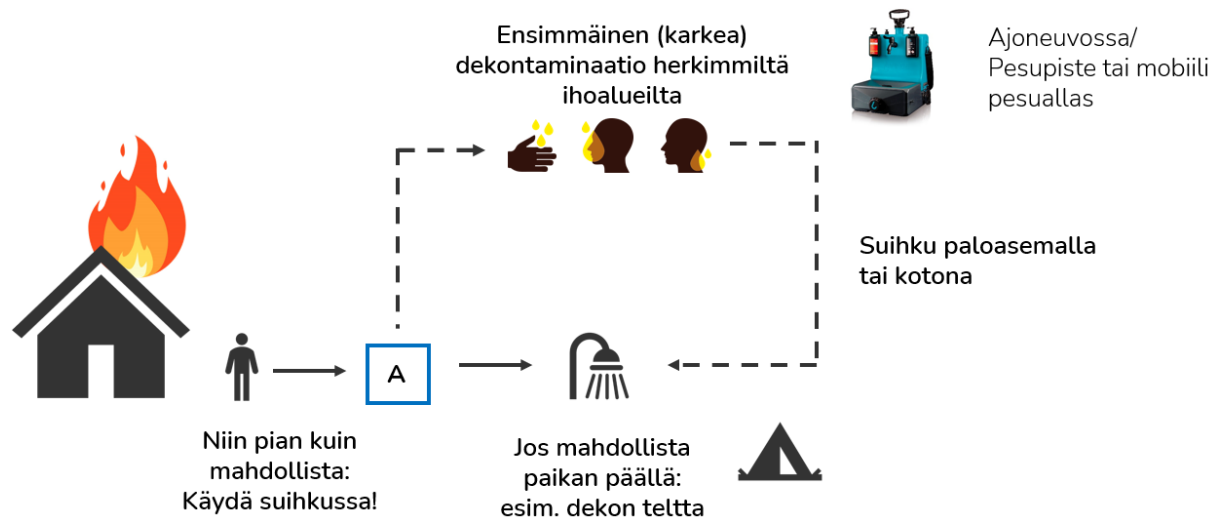 Ensimmäinen (karkea)
dekontaminaatio herkimmiltä
ihoalueilta
Ajoneuvossa/
Pesupiste tai mobiili
pesuallas
Suihku paloasemalla
tai kotona
A
Niin pian kuin
mahdollista:
Käydä suihkussa!
Jos mahdollista
paikan päällä:
esim. dekon teltta